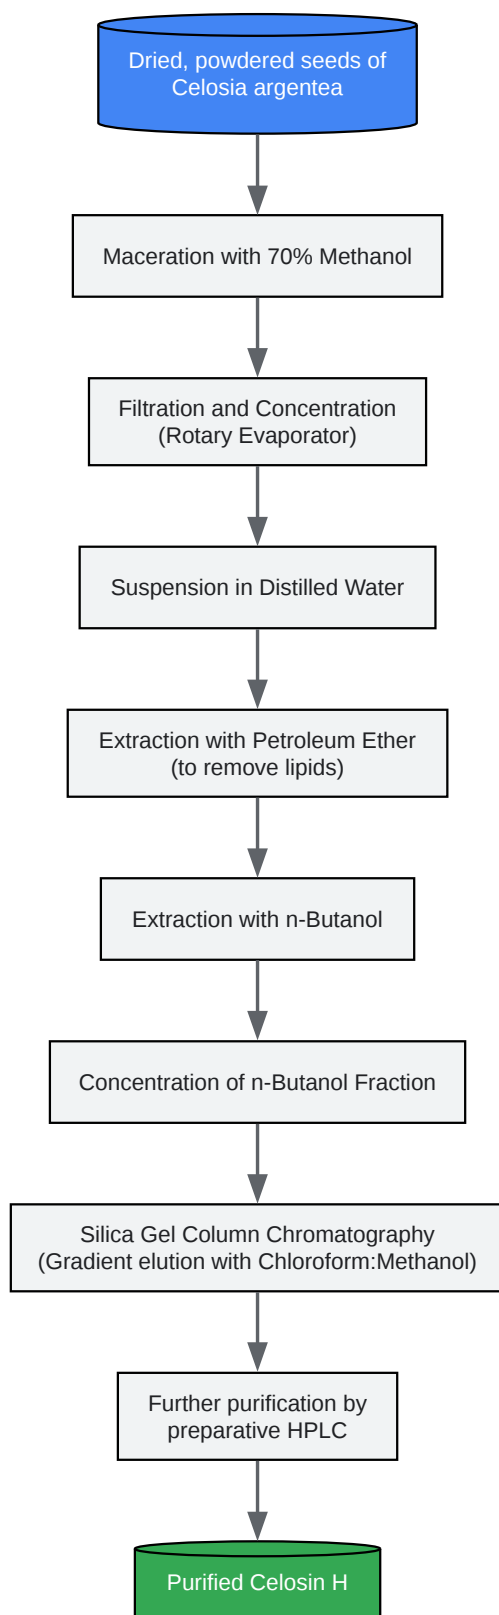 Dried, powdered seeds of
Celosia argentea
Maceration with 70% Methanol
Filtration and Concentration
(Rotary Evaporator)
Suspension in Distilled Water
Extraction with Petroleum Ether
(to remove lipids)
Extraction with n-Butanol
Concentration of n-Butanol Fraction
Silica Gel Column Chromatography
(Gradient elution with Chloroform:Methanol)
Further purification by
preparative HPLC
Purified Celosin H